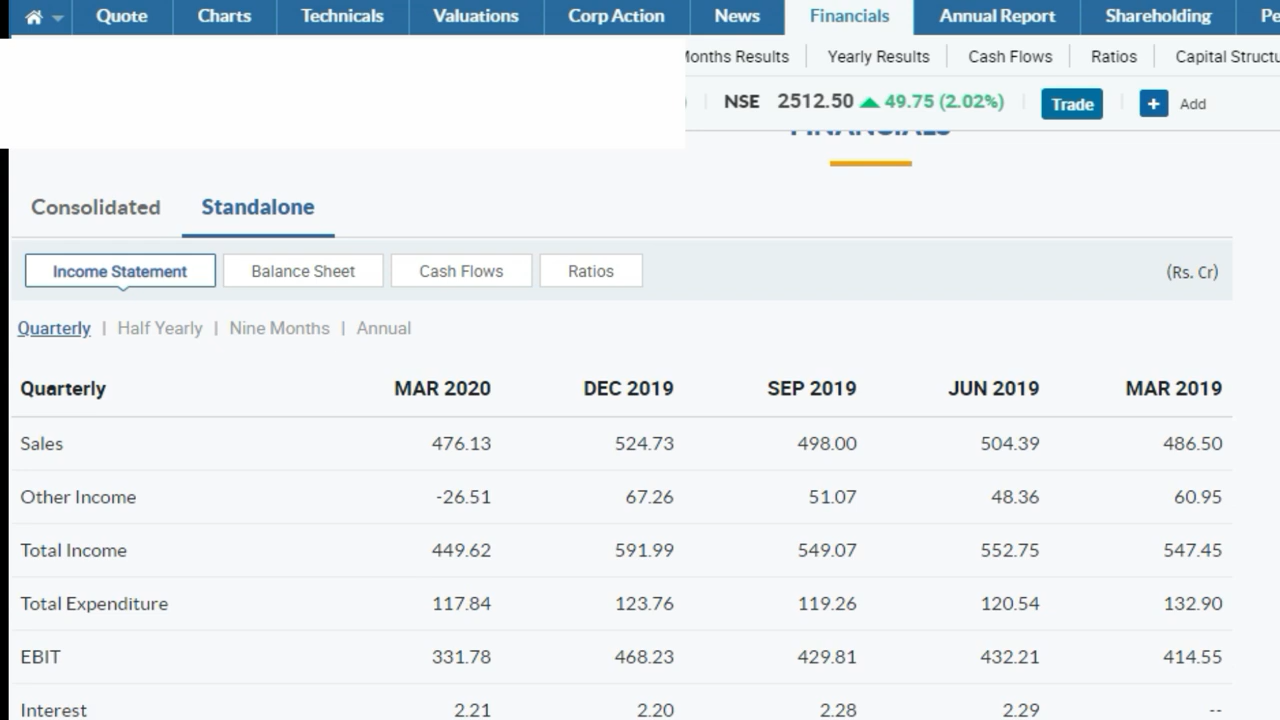 Quote Charts Technicals Valuations Corp Action News Financials Annual Report Shareholding
Months Results Yearly Results Cash Flows Ratios Capital
NSE 2512.50 49.75 (2.02%) Trade + Add
FINANCIALS
Consolidated Standalone
Income Statement Balance Sheet Cash Flows Ratios (Rs. Cr)
Quarterly | Half Yearly | Nine Months | Annual
Quarterly MAR 2020 DEC 2019 SEP 2019 JUN 2019 MAR 2019
Sales 476.13 524.73 498.00 504.39 486.50
Other Income -26.51 67.26 51.07 48.36 60.95
Total Income 449.62 591.99 549.07 552.75 547.45
Total Expenditure 117.84 123.76 119.26 120.54 132.90
EBIT 331.78 468.23 429.81 432.21 414.55
Interest 2.21 2.20 2.28 2.29 --